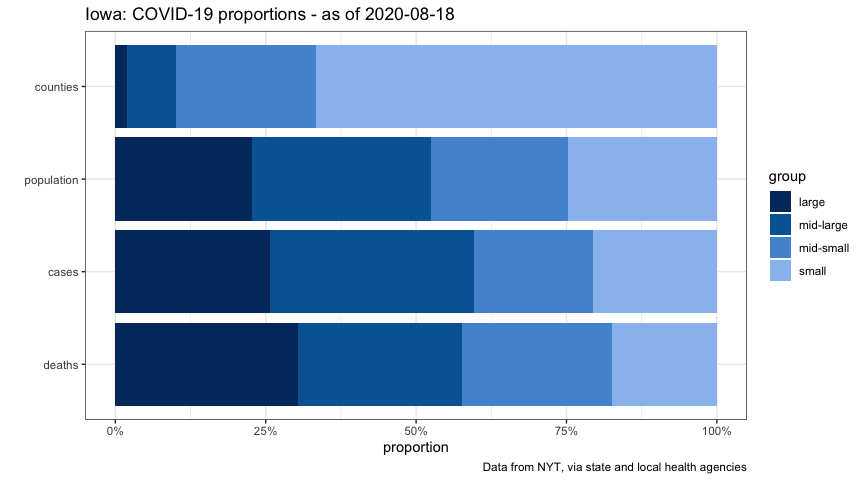 Iowa: COVID-19 proportions - as of 2020-08-18
counties
population
cases
deaths
0%
25%
50%
75%
100%
proportion
group
large
mid-large
mid-small
small
Data from NYT, via state and local health agencies